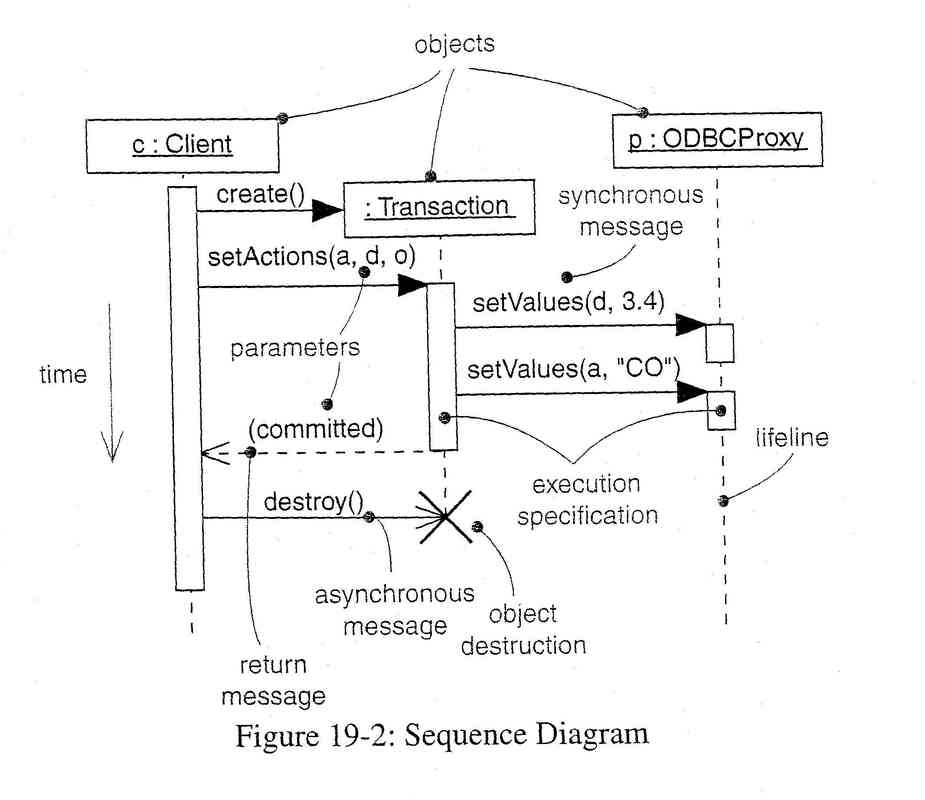 objects
c : Client
p : ODBCProxy
create()
: Transaction
synchronous
message
setActions(a, d, o)
setValues(d, 3.4)
parameters
time
setValues(a, "CO")
(committed)
lifeline
execution
specification
destroy()
asynchronous
message
object
destruction
return
message
Figure 19-2: Sequence Diagram